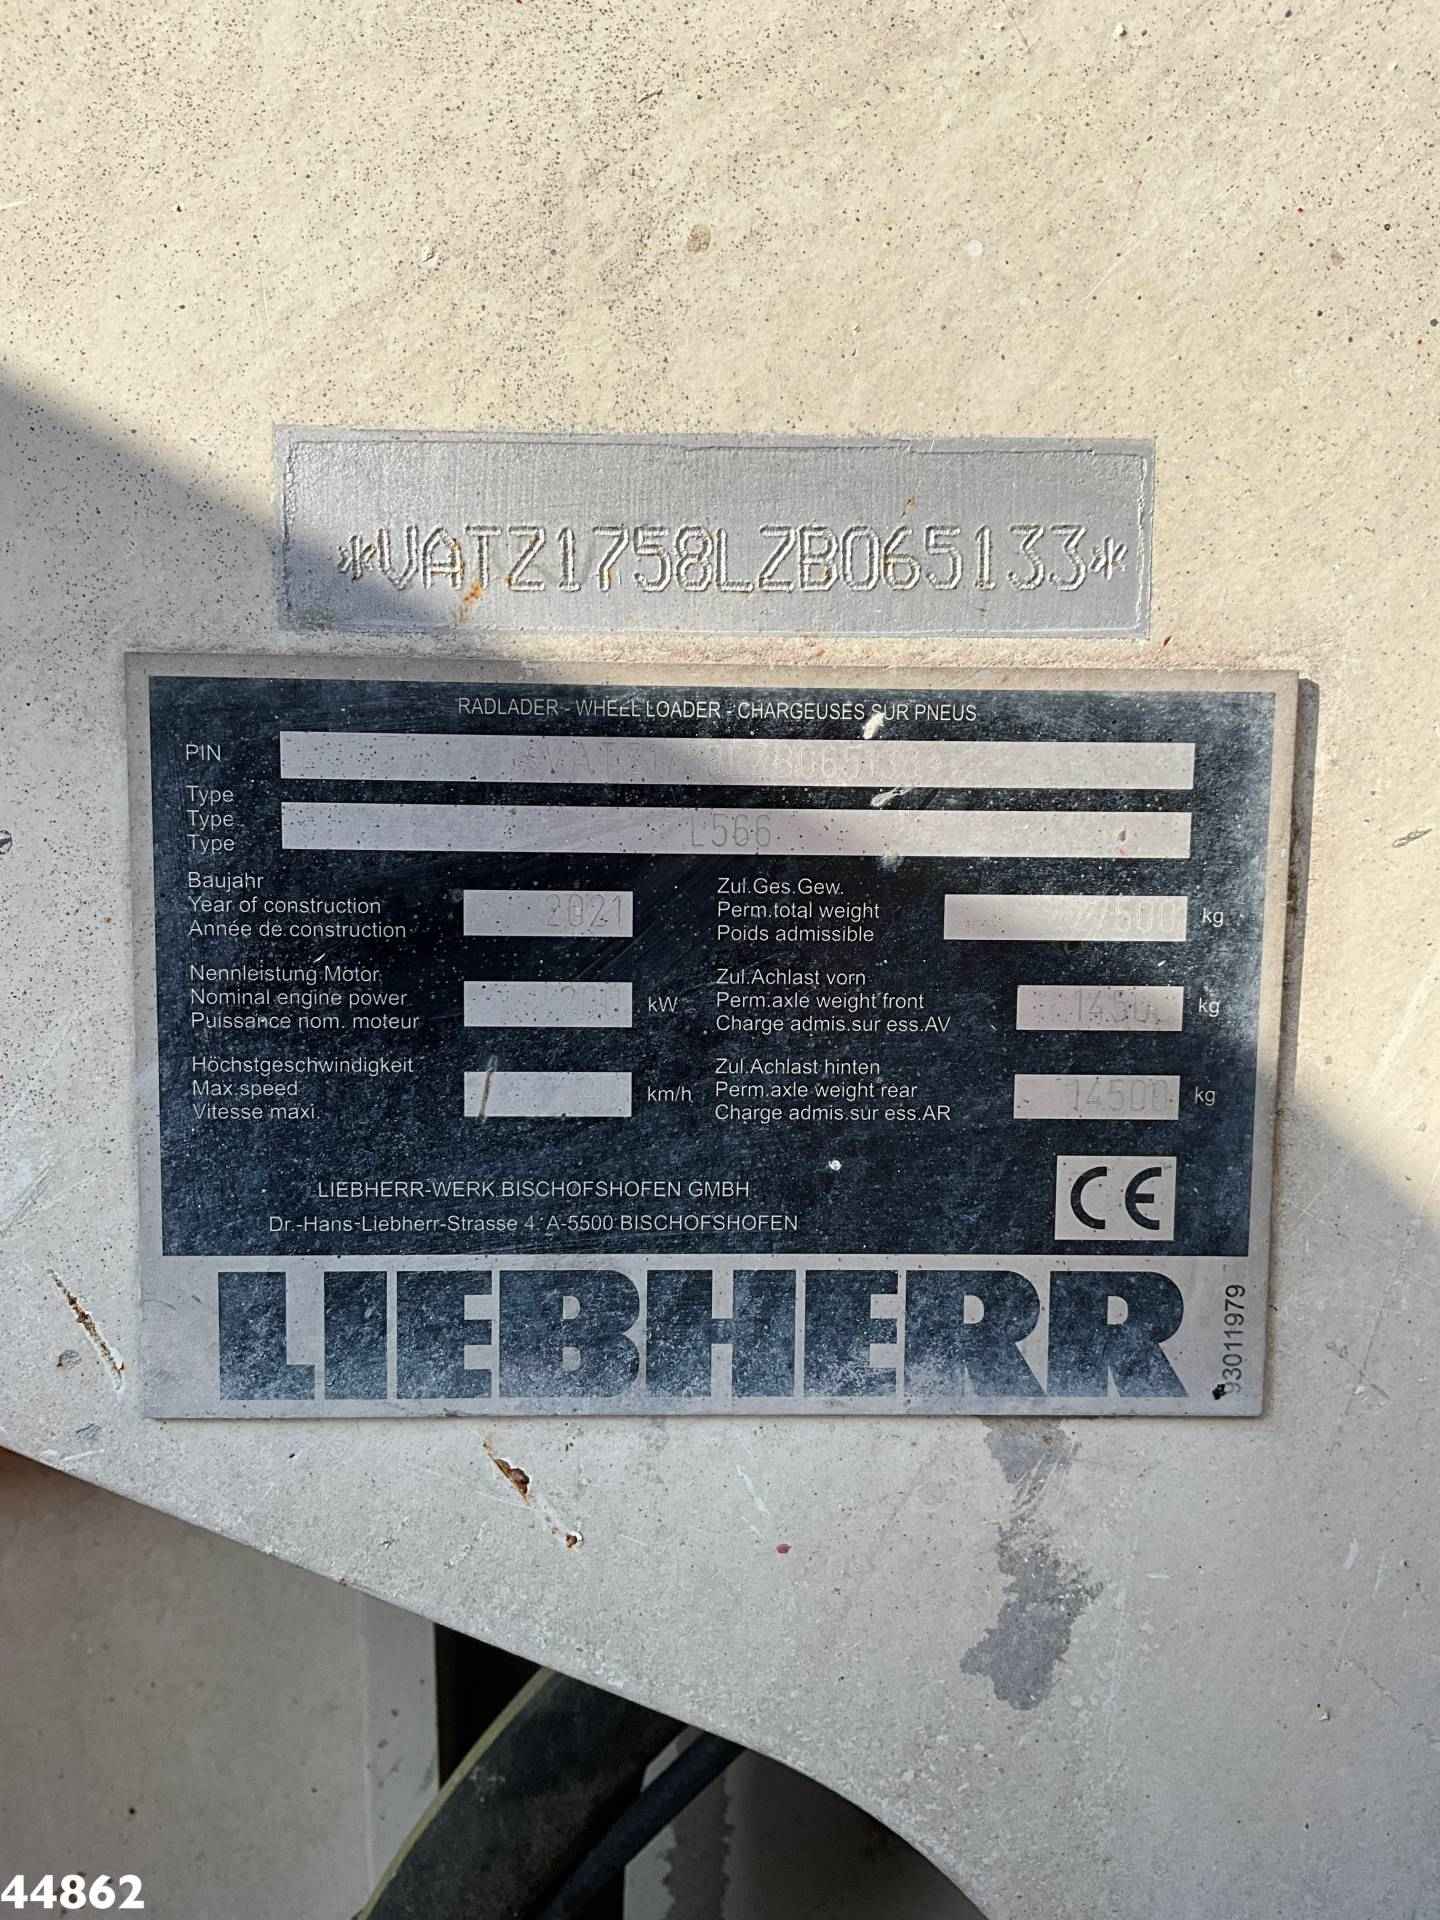 *VATZ1758LZB065133*
RADLADER - WHEEL LOADER - CHARGEUSES SUR PNEUS
PIN
Type
Type L566
Type
Baujahr
Year of construction 2021
Année de construction
Zul.Ges.Gew.
Perm.total weight kg
Poids admissible
Nennleistung Motor
Nominal engine power kW
Puissance nom. moteur
Zul.Achlast vorn
Perm.axle weight front kg
Charge admis.sur ess.AV
Höchstgeschwindigkeit
Max.speed km/h
Vitesse maxi.
Zul.Achlast hinten
Perm.axle weight rear 14500 kg
Charge admis.sur ess.AR
LIEBHERR-WERK BISCHOFSHOFEN GMBH
Dr.-Hans-Liebherr-Strasse 4. A-5500 BISCHOFSHOFEN
CE
LIEBHERR
93011979
44862